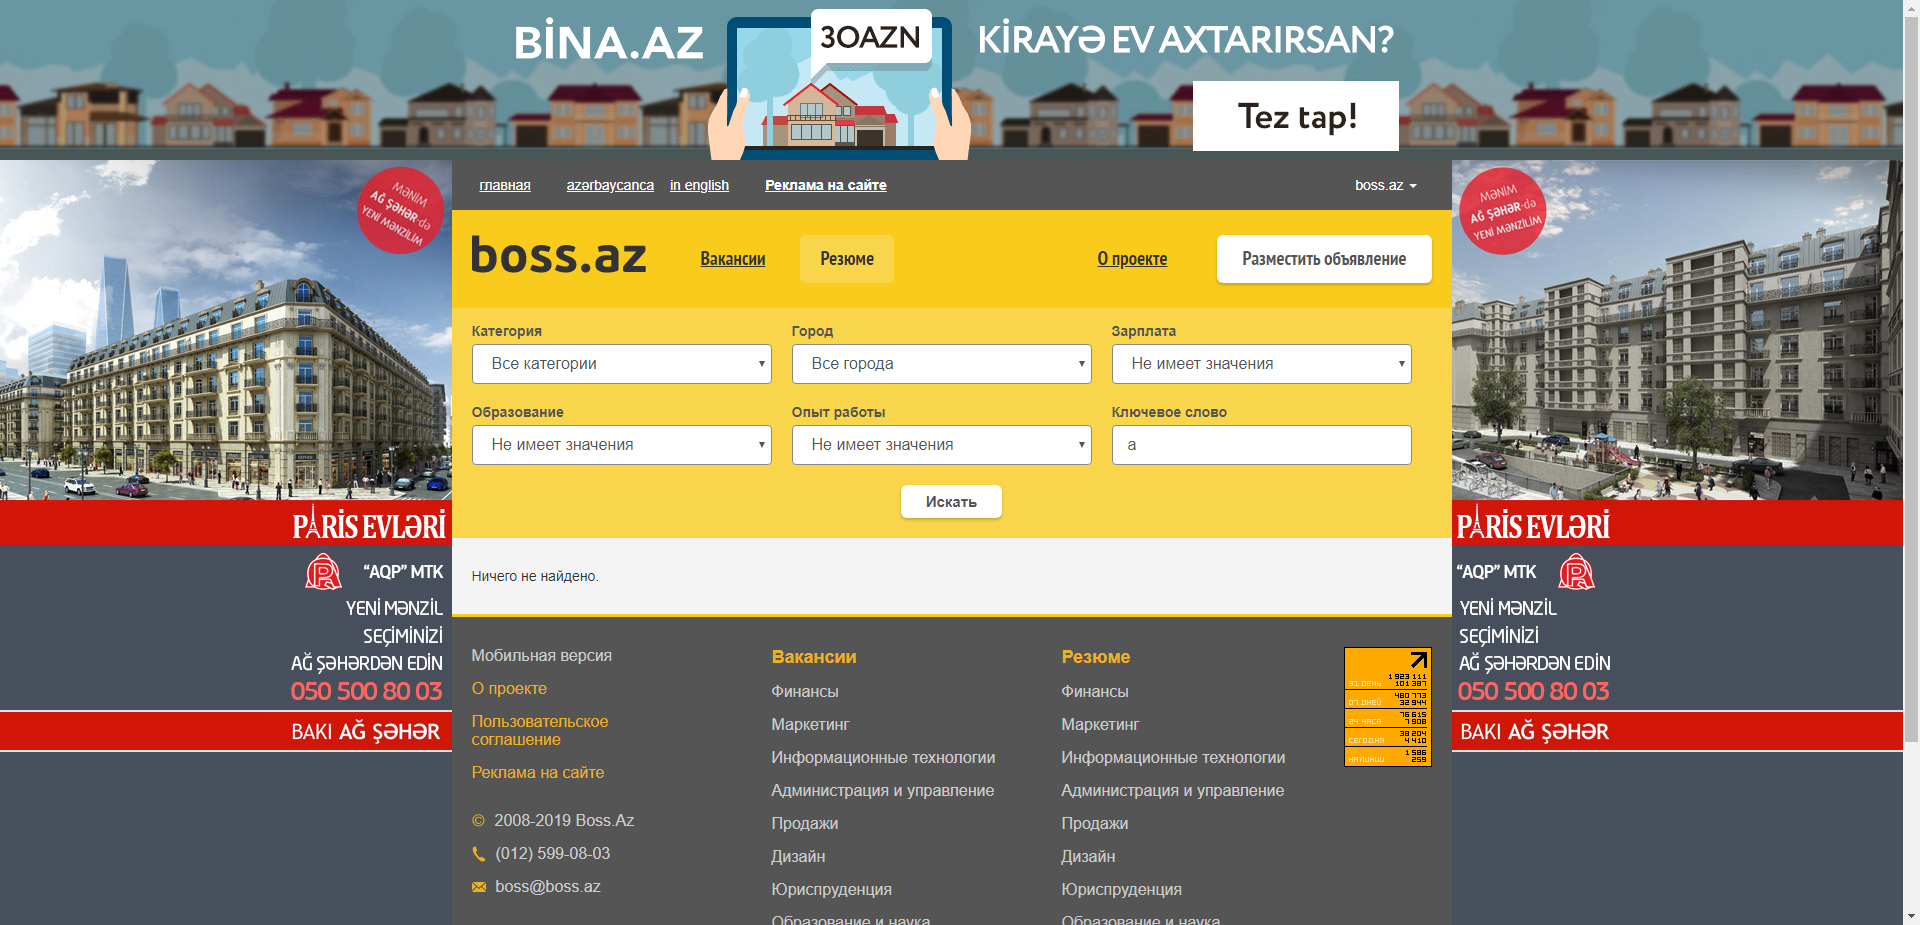 BİNA.AZ
30AZN
KİRAYƏ EV AXTARIRSAN?
Tez tap!
MƏNİM
AĞ ŞƏHƏR-də
YENİ MƏNZİLİM
главная azərbaycanca in english Реклама на сайте boss.az
MƏNİM
AĞ ŞƏHƏR-də
YENİ MƏNZİLİM
boss.az Вакансии Резюме О проекте Разместить объявление
Категория Город Зарплата
Все категории Все города Не имеет значения
Образование Опыт работы Ключевое слово
Не имеет значения Не имеет значения а
Искать
Ничего не найдено.
PARİS EVLƏRİ
“AQP” MTK
YENİ MƏNZİL
SEÇİMİNİZİ
AĞ ŞƏHƏRDƏN EDİN
050 500 80 03
BAKI AĞ ŞƏHƏR
PARİS EVLƏRİ
“AQP” MTK
YENİ MƏNZİL
SEÇİMİNİZİ
AĞ ŞƏHƏRDƏN EDİN
050 500 80 03
BAKI AĞ ŞƏHƏR
Мобильная версия
О проекте
Пользовательское
соглашение
Реклама на сайте
© 2008-2019 Boss.Az
(012) 599-08-03
boss@boss.az
Вакансии
Финансы
Маркетинг
Информационные технологии
Администрация и управление
Продажи
Дизайн
Юриспруденция
Образование и наука
Резюме
Финансы
Маркетинг
Информационные технологии
Администрация и управление
Продажи
Дизайн
Юриспруденция
Образование и наука
1 923 111
31 ДЕНЬ 101 387
480 773
07 ДНЕЙ 32 944
76 615
24 ЧАСА 7 908
38 204
СЕГОДНЯ 4 410
1 586
НА ЛИНИИ 259